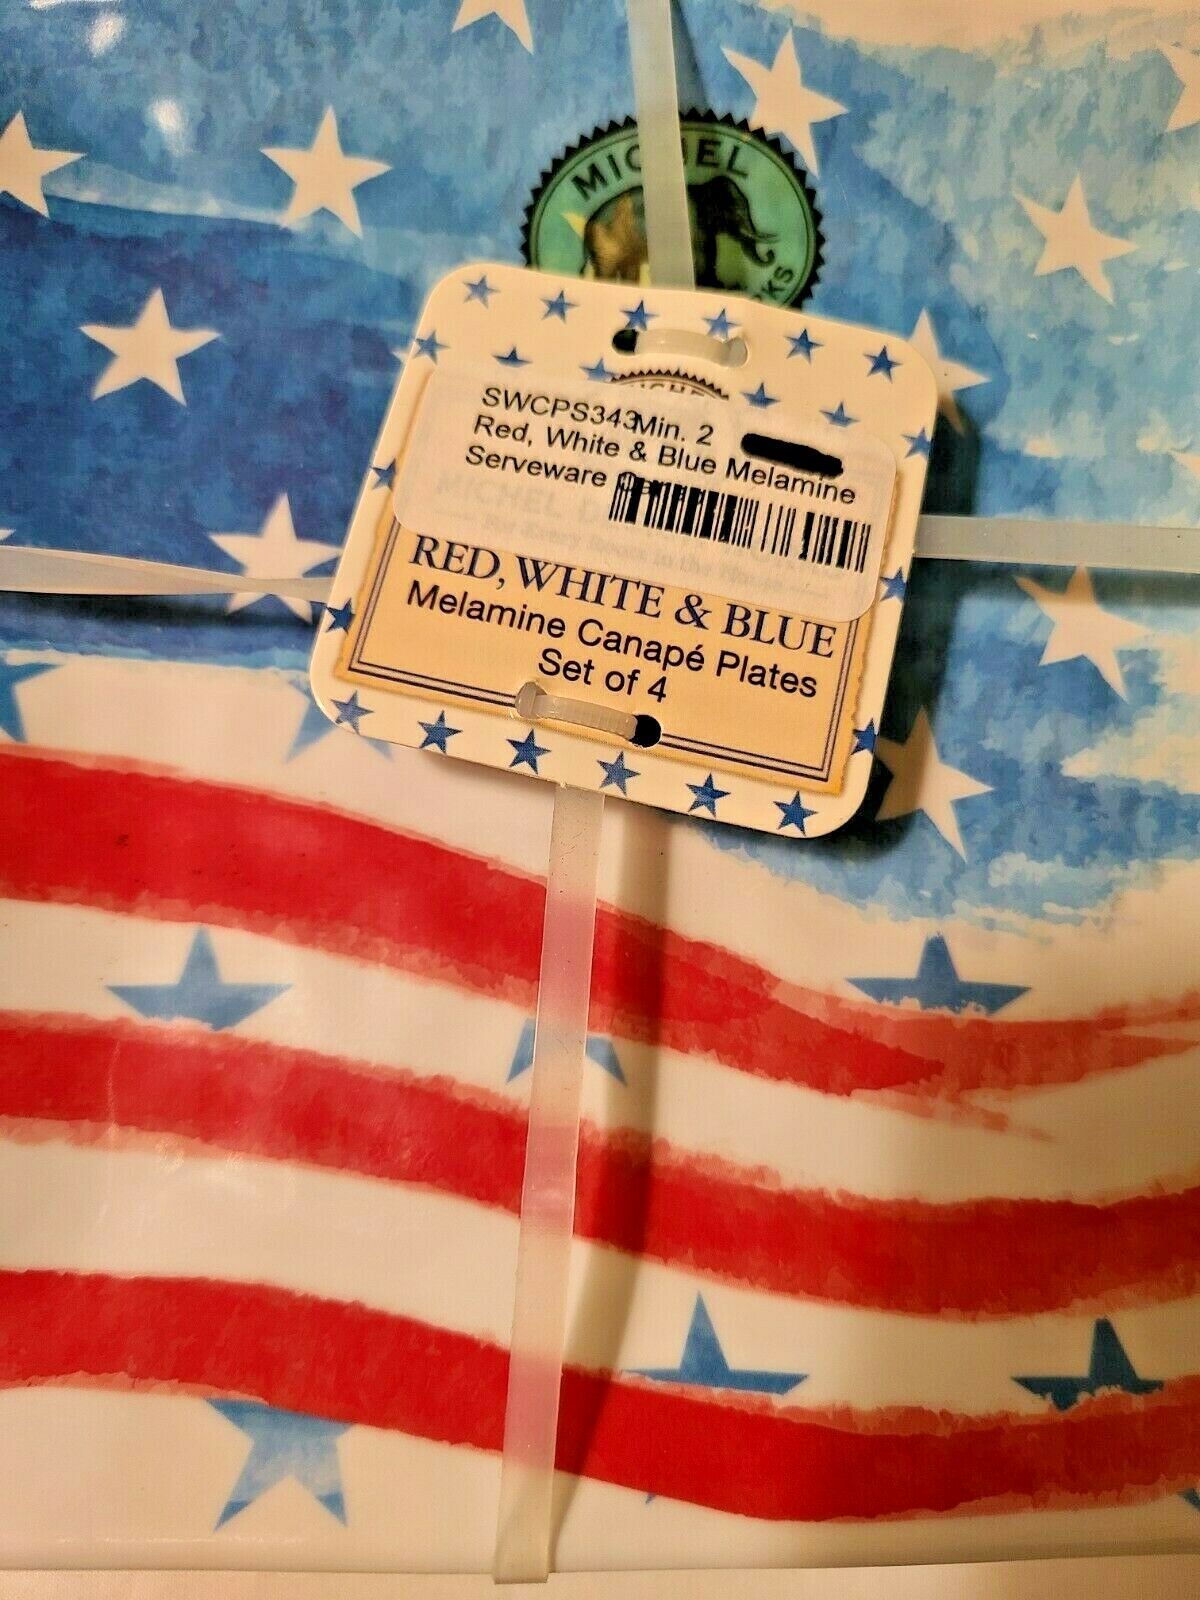 MICHEL
SWCPS343Min. 2
Red, White & Blue Melamine
Serveware
RED, WHITE & BLUE
Melamine Canapé Plates
Set of 4